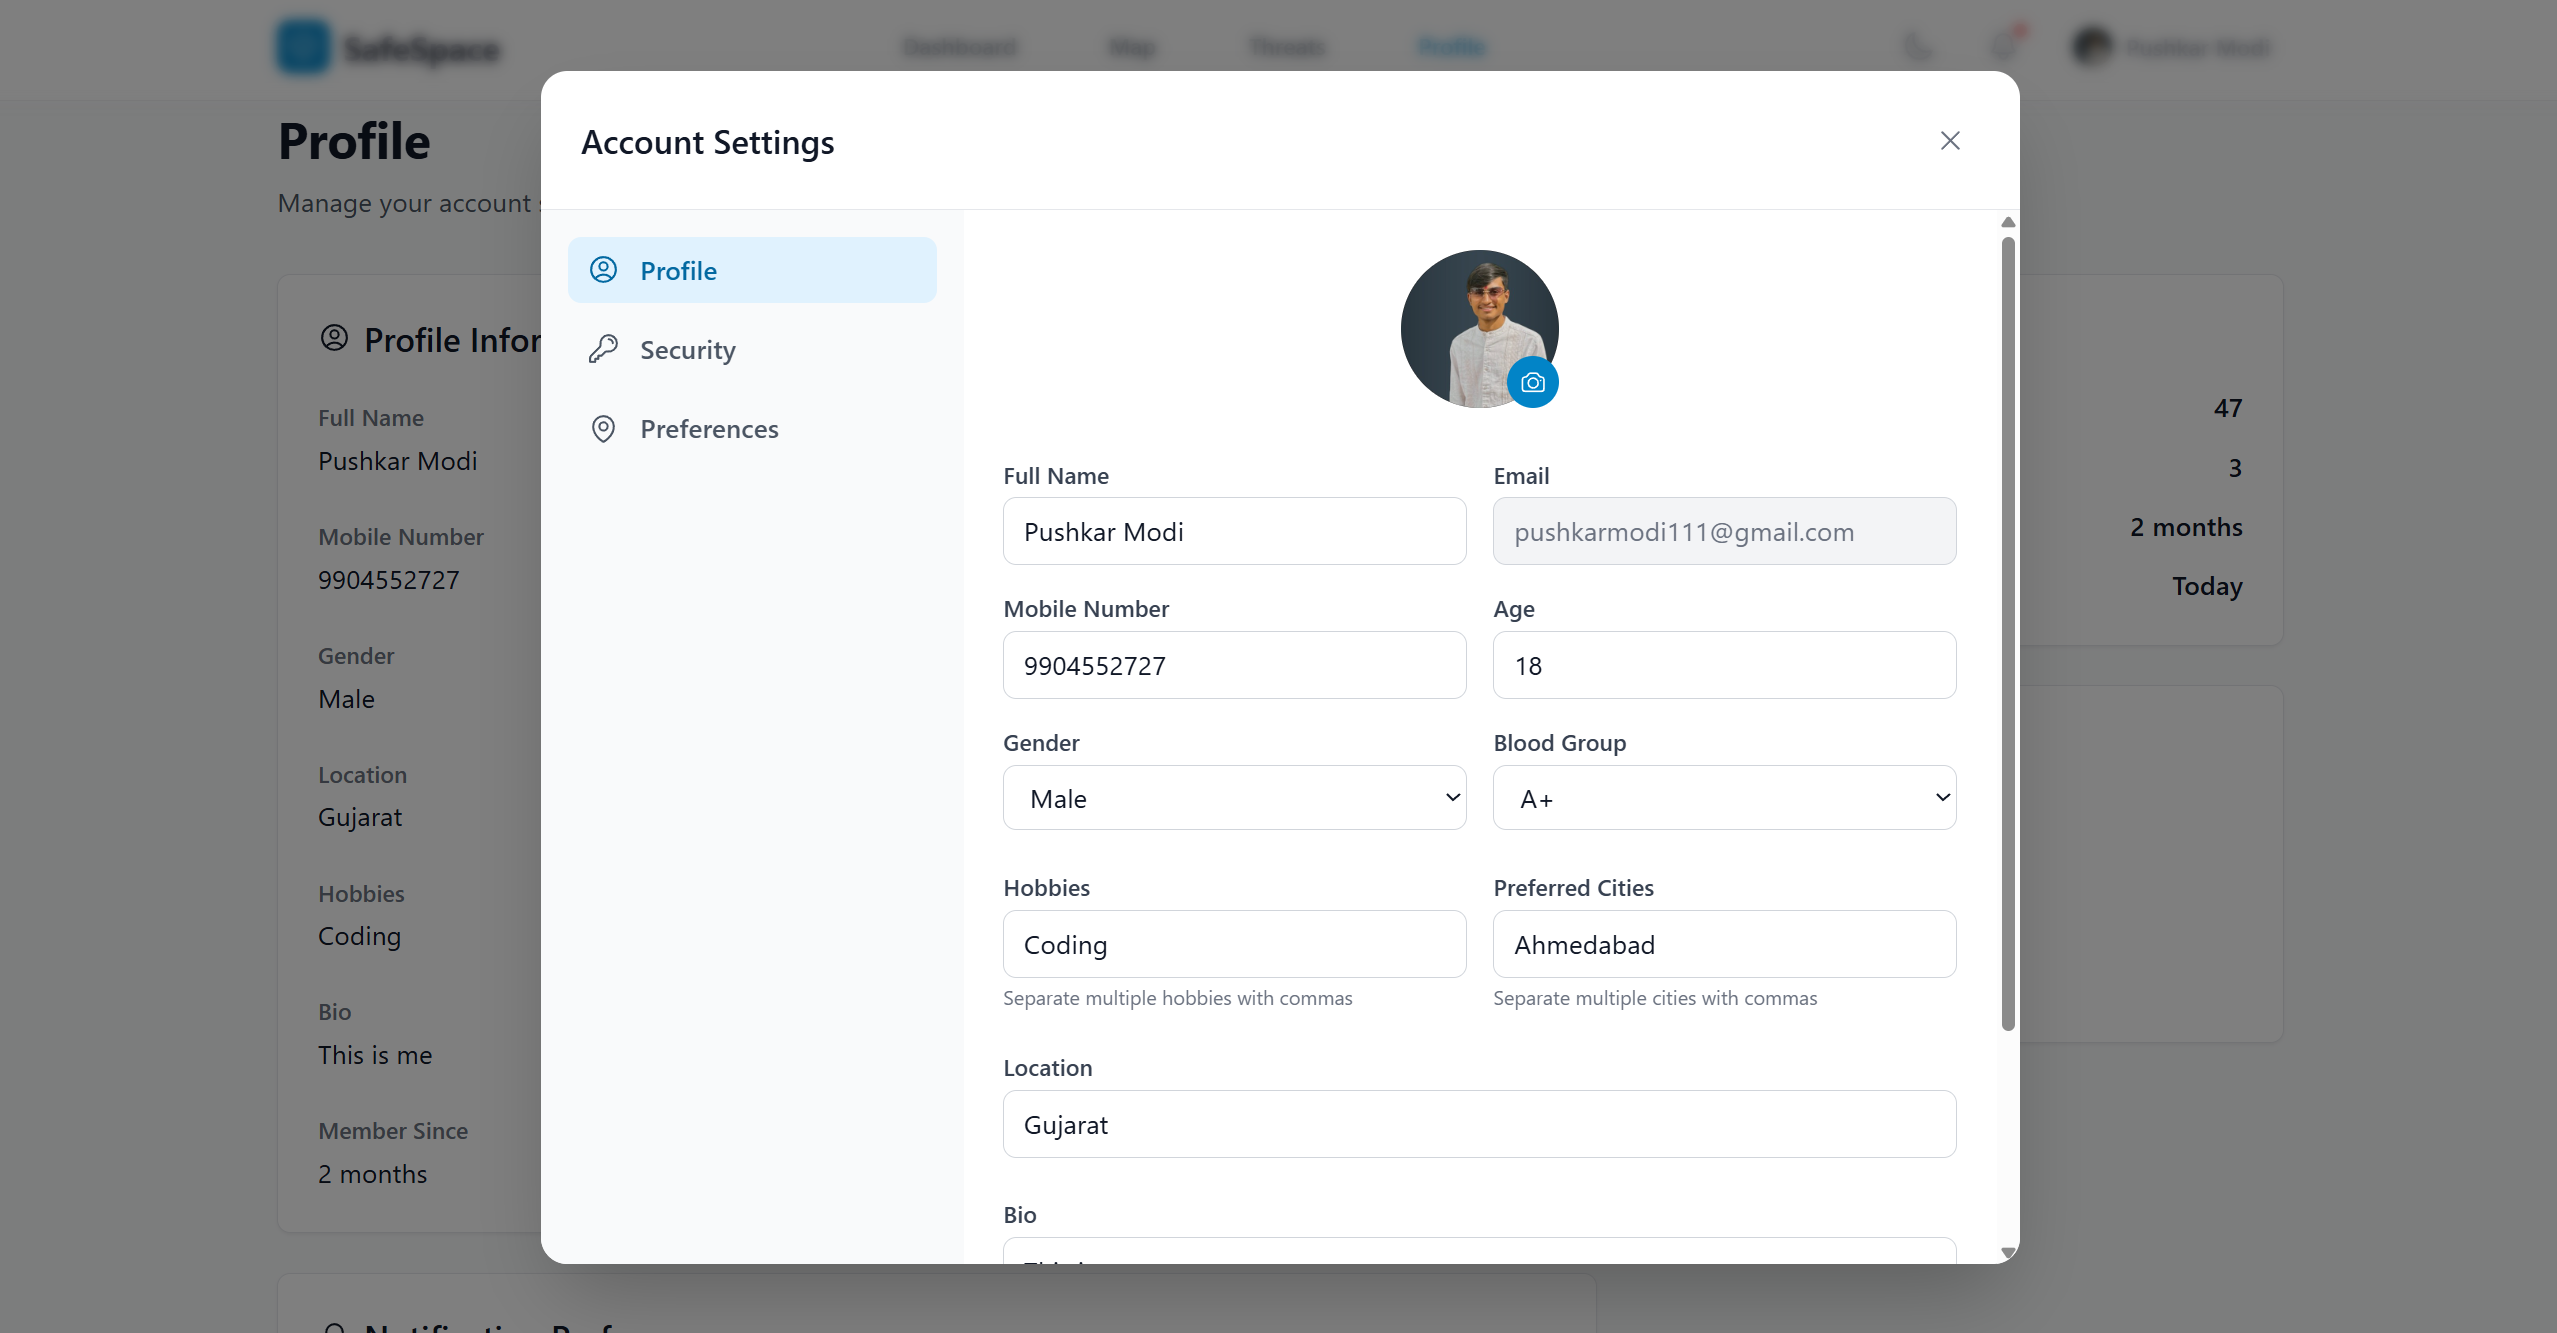 SafeSpace
Dashboard Map Threats Profile
Pushkar Modi
Profile
Manage your account
Profile Infor
Full Name
Pushkar Modi
Mobile Number
9904552727
Gender
Male
Location
Gujarat
Hobbies
Coding
Bio
This is me
Member Since
2 months
47
3
2 months
Today
Account Settings
Profile
Security
Preferences
Full Name
Pushkar Modi
Email
pushkarmodi111@gmail.com
Mobile Number
9904552727
Age
18
Gender
Male
Blood Group
A+
Hobbies
Coding
Separate multiple hobbies with commas
Preferred Cities
Ahmedabad
Separate multiple cities with commas
Location
Gujarat
Bio